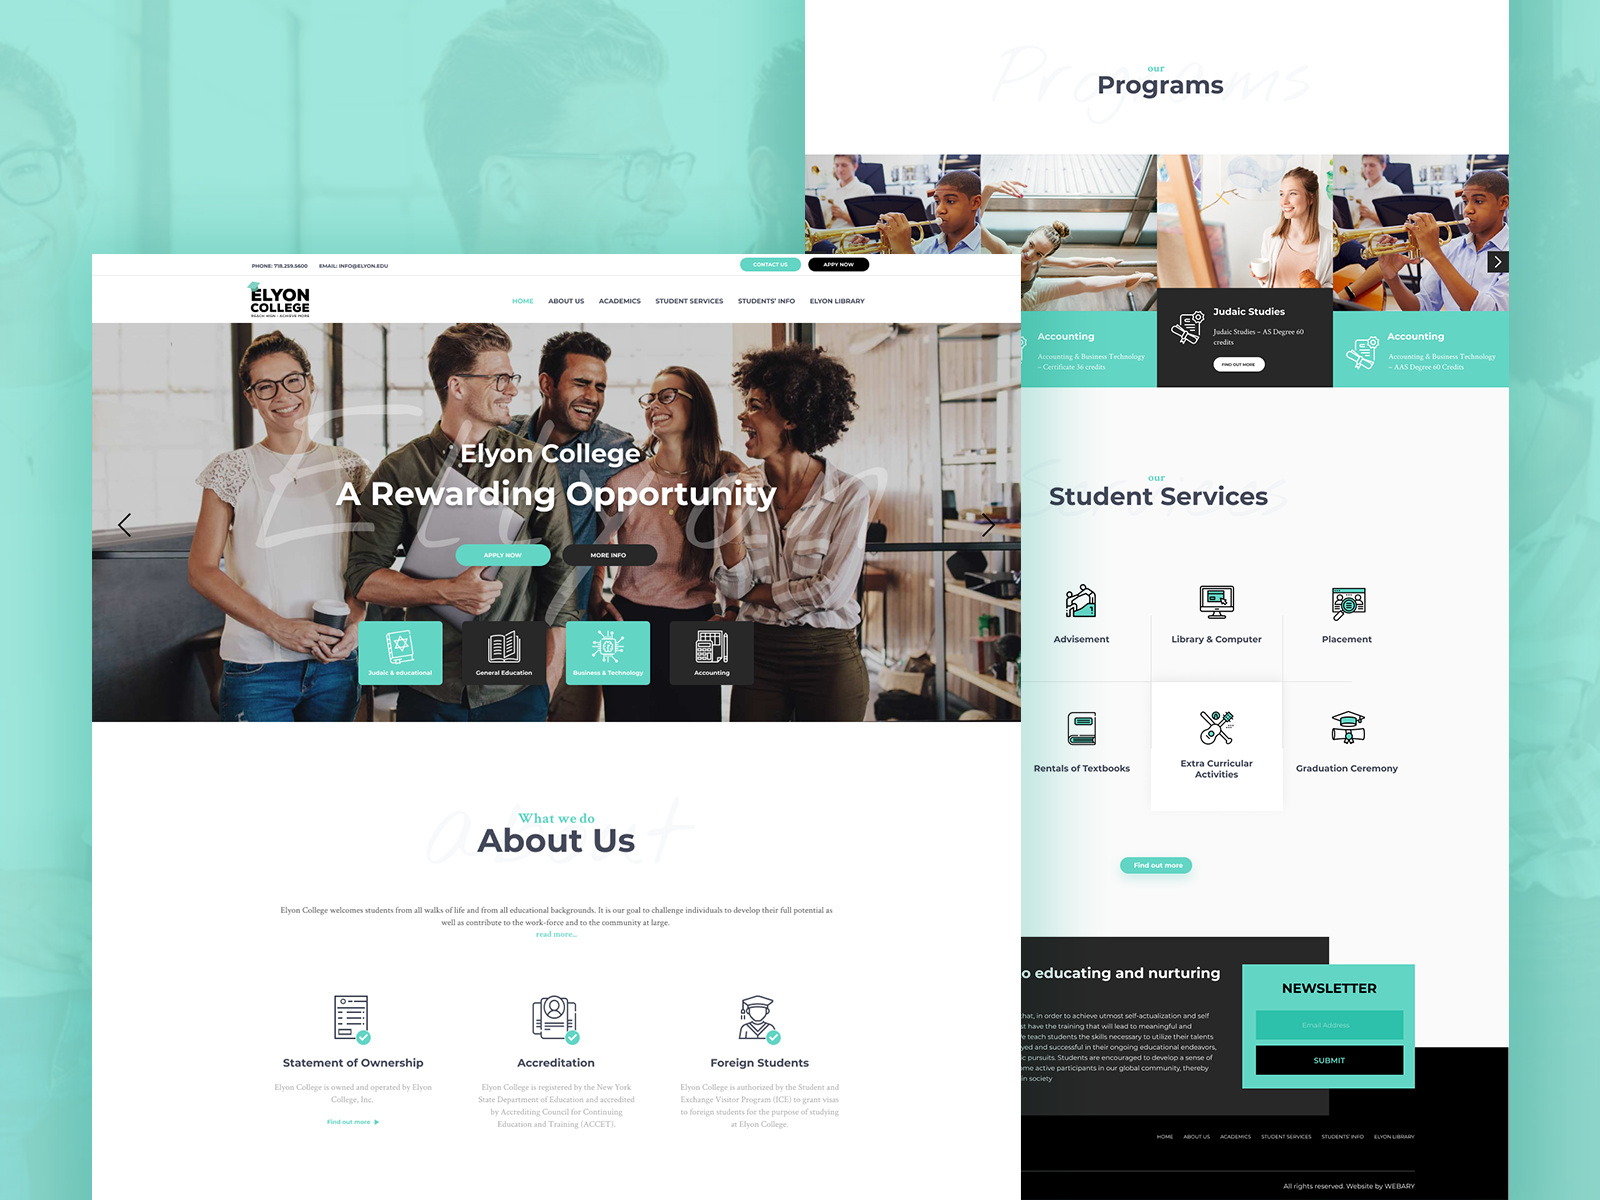 PHONE: 718.259.5600 EMAIL: INFO@ELYON.EDU
CONTACT US
APPY NOW
ELYON
COLLEGE
REACH HIGH • ACHIEVE MORE
HOME ABOUT US ACADEMICS STUDENT SERVICES STUDENTS' INFO ELYON LIBRARY
Elyon
Elyon College
A Rewarding Opportunity
APPLY NOW
MORE INFO
Judaic & educational
General Education
Business & Technology
Accounting
about
What we do
About Us
Elyon College welcomes students from all walks of life and from all educational backgrounds. It is our goal to challenge individuals to develop their full potential as
well as contribute to the work-force and to the community at large.
read more...
Statement of Ownership
Elyon College is owned and operated by Elyon
College, Inc.
Find out more
Accreditation
Elyon College is registered by the New York
State Department of Education and accredited
by Accrediting Council for Continuing
Education and Training (ACCET).
Foreign Students
Elyon College is authorized by the Student and
Exchange Visitor Program (ICE) to grant visas
to foreign students for the purpose of studying
at Elyon College.
Programs
our
Programs
Accounting
Accounting & Business Technology
– Certificate 36 credits
Judaic Studies
Judaic Studies – AS Degree 60
credits
FIND OUT MORE
Accounting
Accounting & Business Technology
– AAS Degree 60 Credits
Services
our
Student Services
Advisement
Library & Computer
Placement
Rentals of Textbooks
Extra Curricular
Activities
Graduation Ceremony
Find out more
o educating and nurturing
that, in order to achieve utmost self-actualization and self
st have the training that will lead to meaningful and
e teach students the skills necessary to utilize their talents
yed and successful in their ongoing educational endeavors,
ic pursuits. Students are encouraged to develop a sense of
ome active participants in our global community, thereby
in society
NEWSLETTER
Email Address
SUBMIT
HOME ABOUT US ACADEMICS STUDENT SERVICES STUDENTS' INFO ELYON LIBRARY
All rights reserved. Website by WEBARY